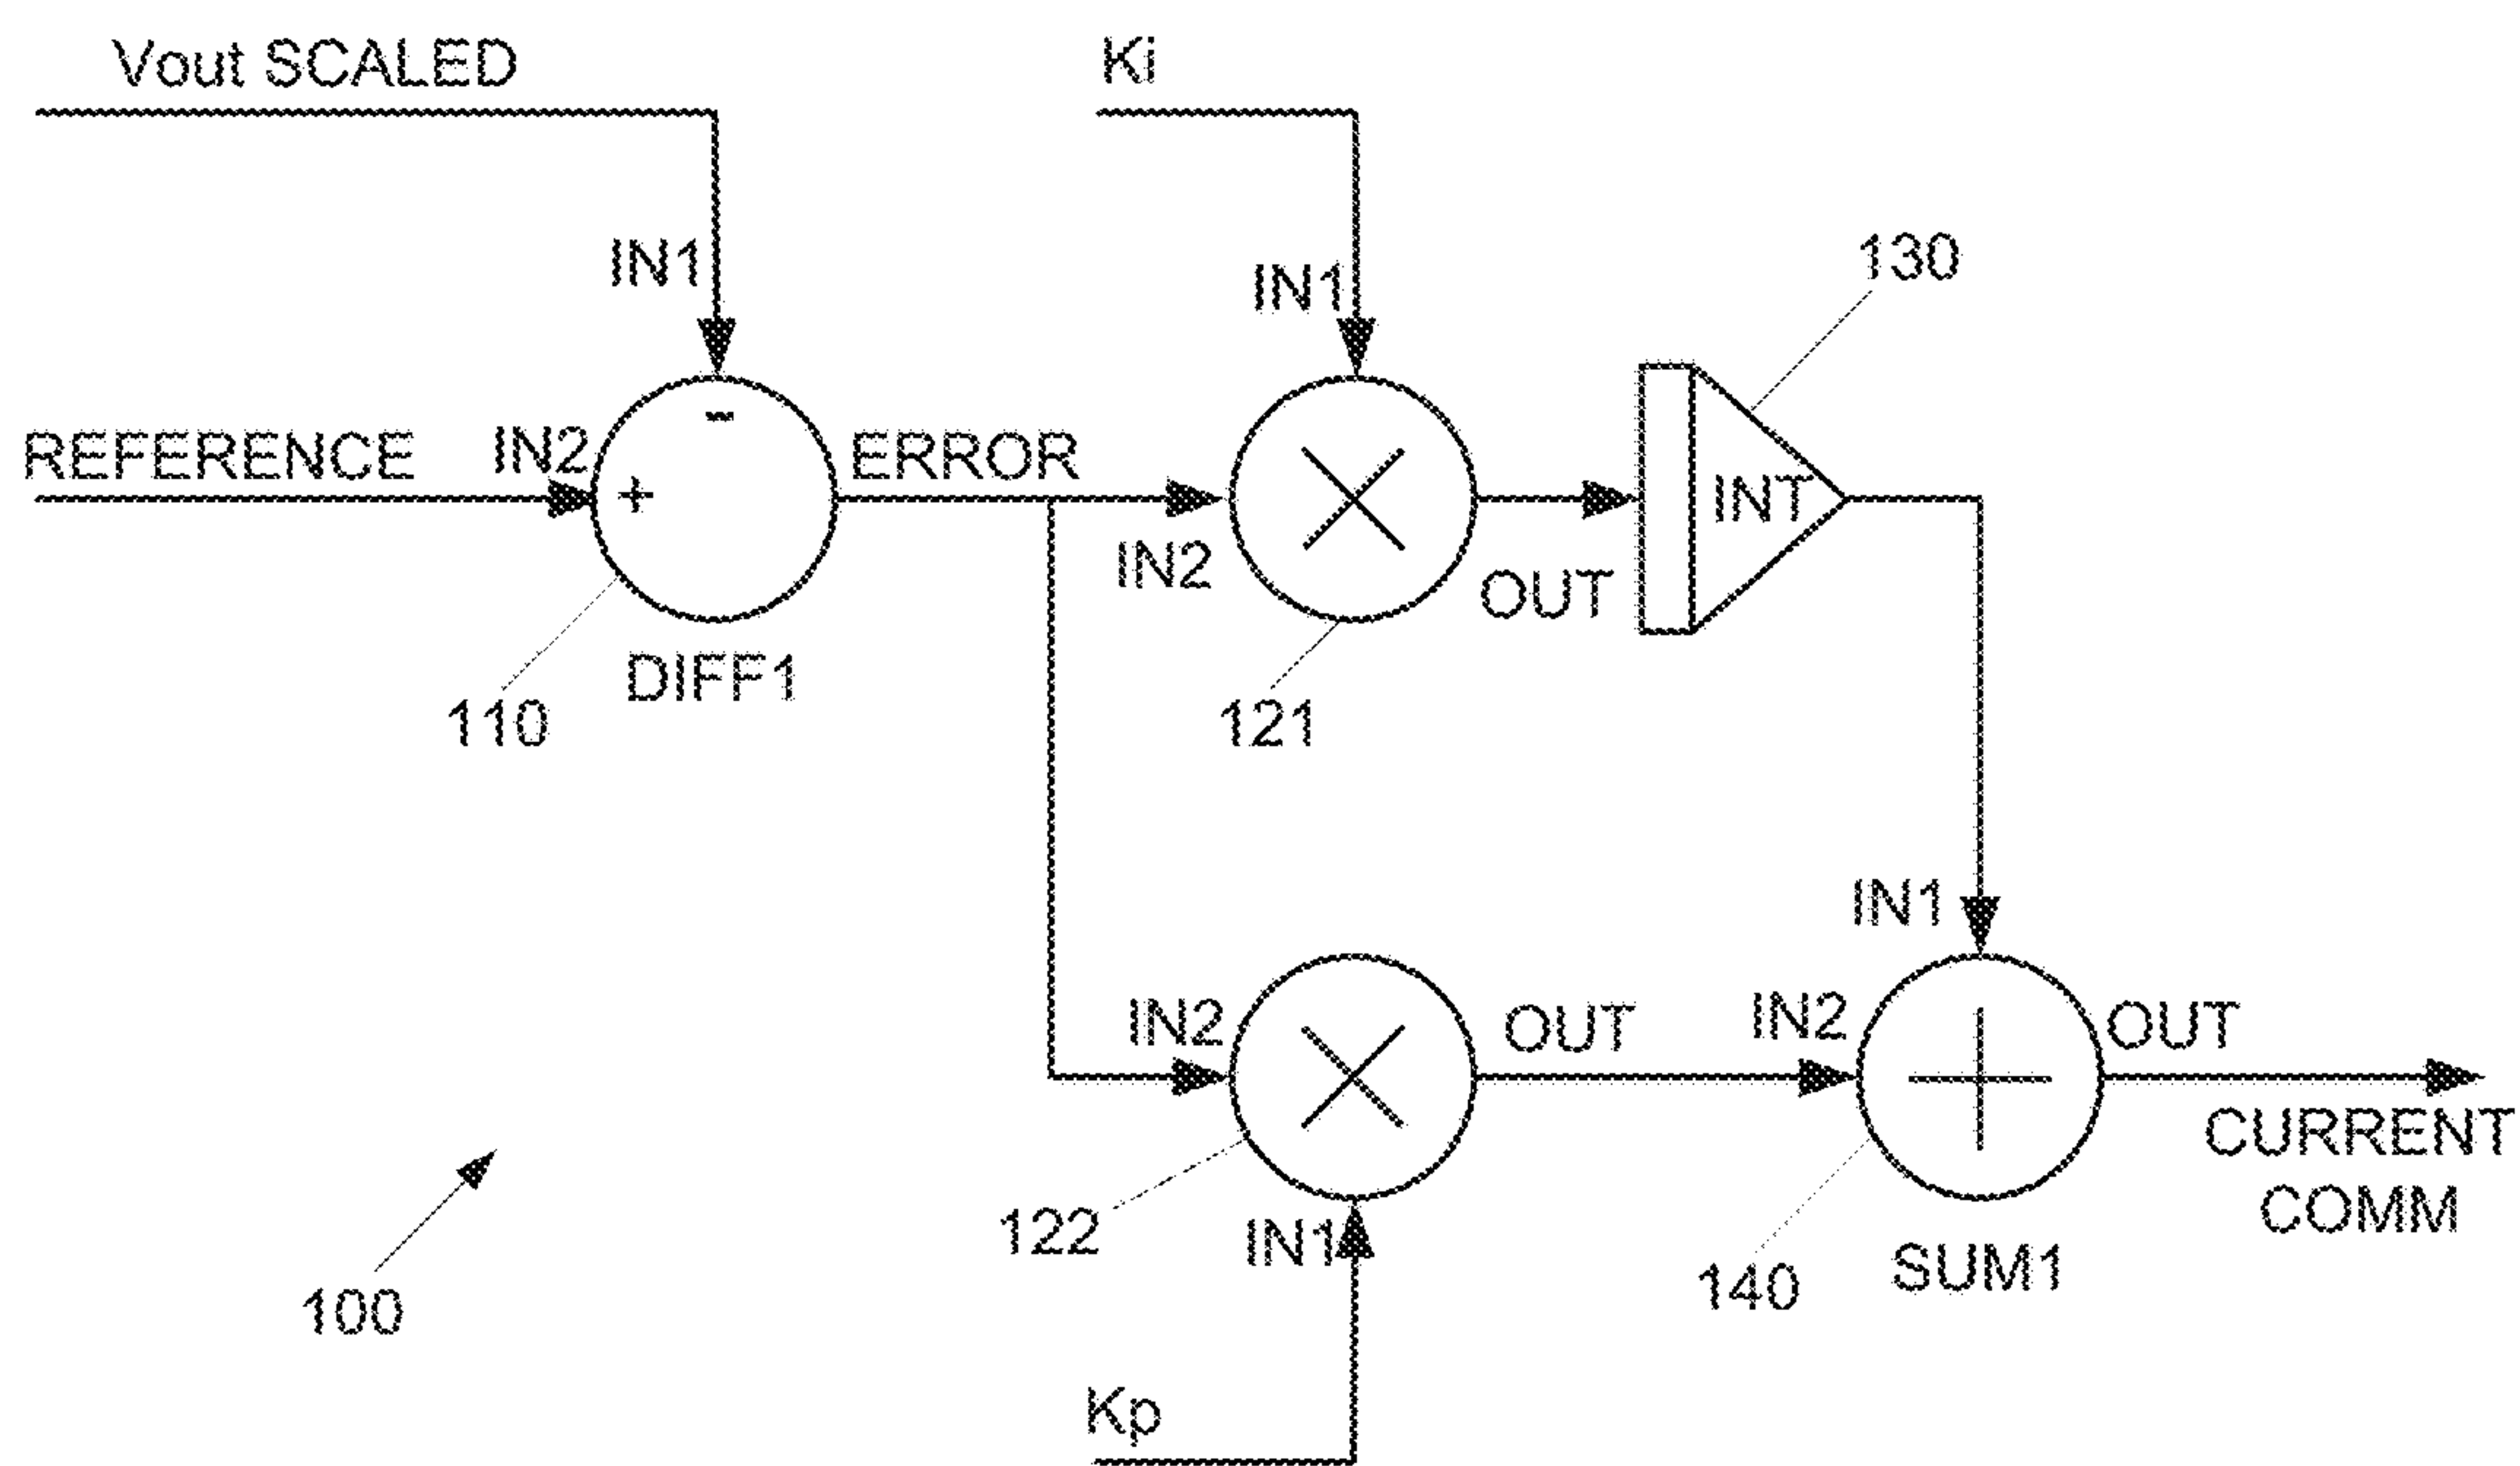 Vout SCALED
Ki
IN1
IN1
130
REFERENCE
IN2
+
-
ERROR
IN2
OUT
INT
110
DIFF1
121
IN1
IN2
OUT
IN2
OUT
CURRENT
COMM
122
IN1
140
SUM1
100
Kp